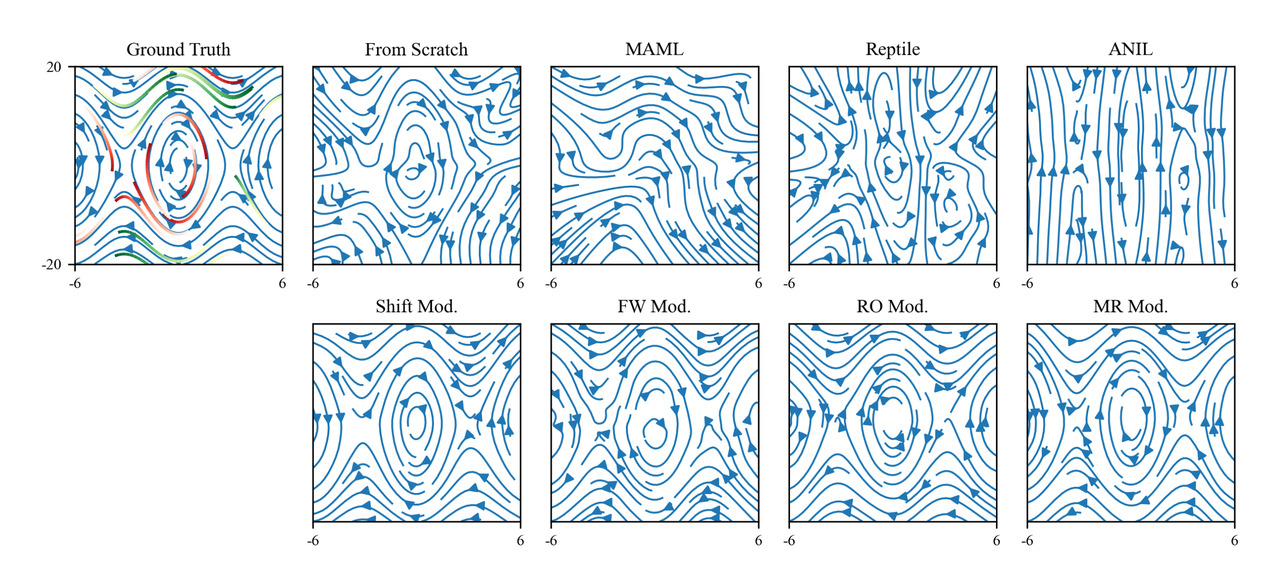 Ground Truth From Scratch MAML Reptile ANIL
20
-20
-6 6 -6 6 -6 6 -6 6 -6 6
Shift Mod. FW Mod. RO Mod. MR Mod.
-6 6 -6 6 -6 6 -6 6